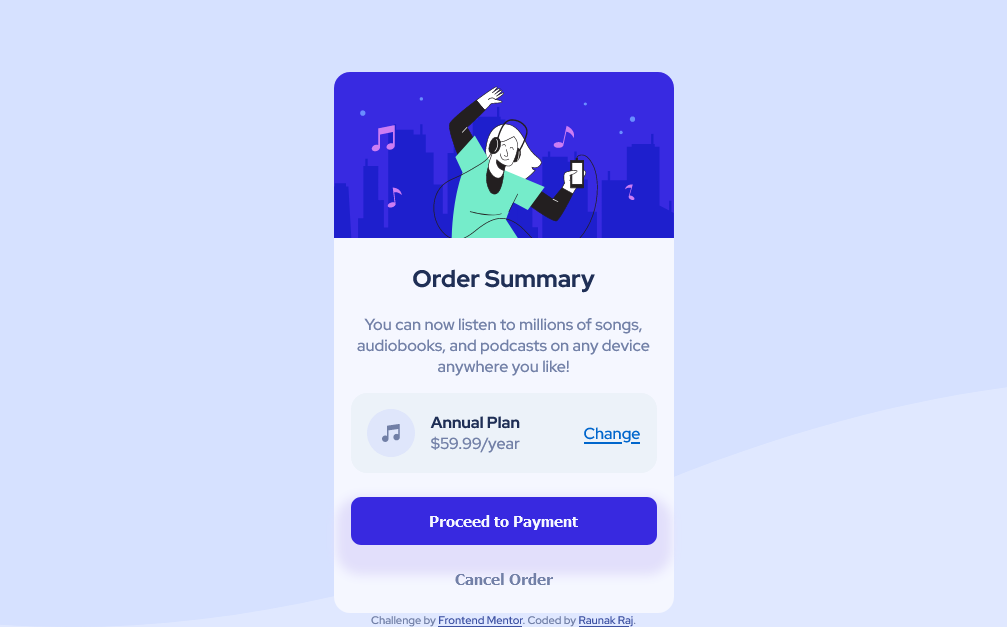 Order Summary
You can now listen to millions of songs,
audiobooks, and podcasts on any device
anywhere you like!
Annual Plan
$59.99/year
Change
Proceed to Payment
Cancel Order
Challenge by Frontend Mentor. Coded by Raunak Raj.